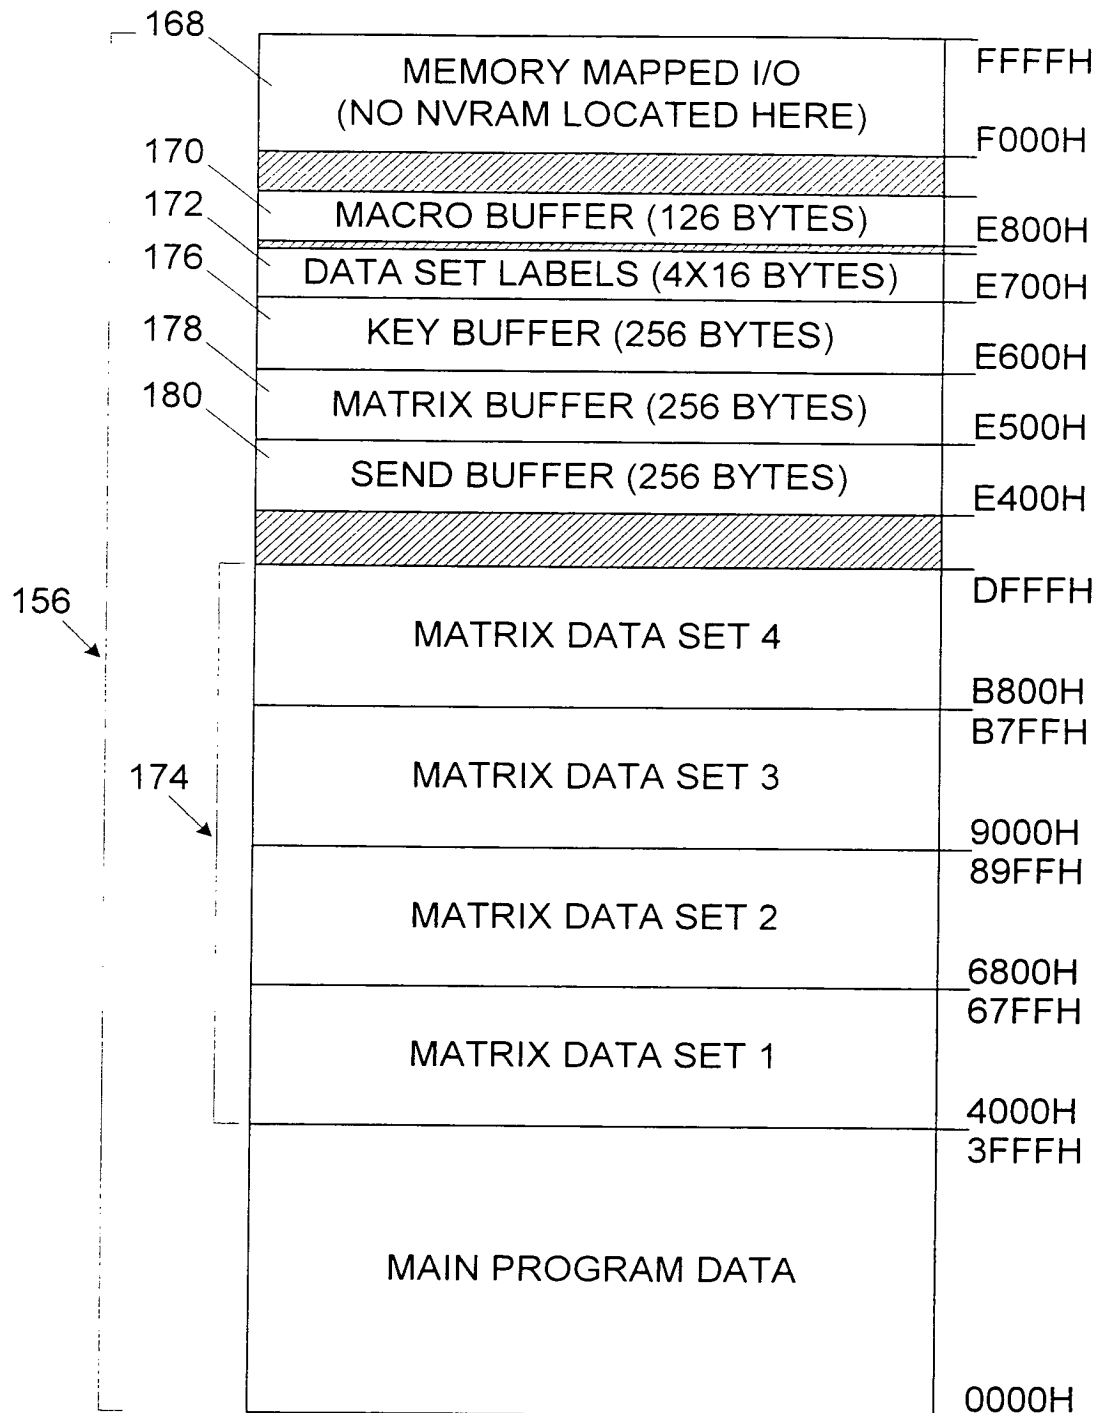 168
MEMORY MAPPED I/O
(NO NVRAM LOCATED HERE)
FFFFH
F000H
170
MACRO BUFFER (126 BYTES)
E800H
172
DATA SET LABELS (4X16 BYTES)
E700H
176
KEY BUFFER (256 BYTES)
E600H
178
MATRIX BUFFER (256 BYTES)
E500H
180
SEND BUFFER (256 BYTES)
E400H
156
174
DFFFH
MATRIX DATA SET 4
B800H
B7FFH
MATRIX DATA SET 3
9000H
89FFH
MATRIX DATA SET 2
6800H
67FFH
MATRIX DATA SET 1
4000H
3FFFH
MAIN PROGRAM DATA
0000H